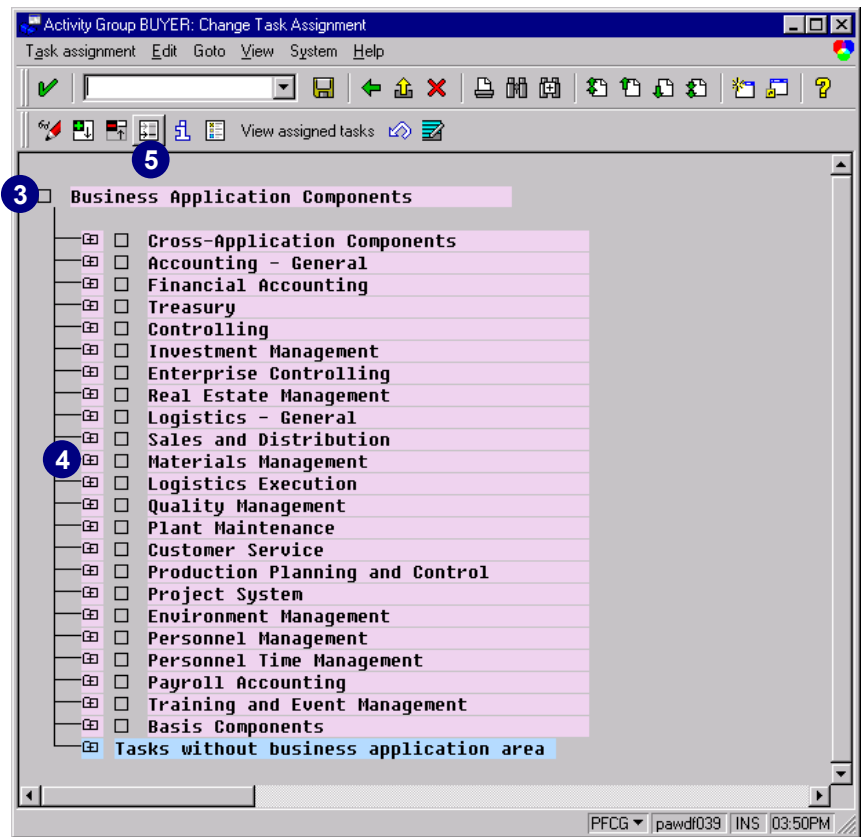 Activity Group BUYER: Change Task Assignment
Task assignment Edit Goto View System Help
View assigned tasks
5
3
Business Application Components
Cross-Application Components
Accounting - General
Financial Accounting
Treasury
Controlling
Investment Management
Enterprise Controlling
Real Estate Management
Logistics - General
Sales and Distribution
4 Materials Management
Logistics Execution
Quality Management
Plant Maintenance
Customer Service
Production Planning and Control
Project System
Environment Management
Personnel Management
Personnel Time Management
Payroll Accounting
Training and Event Management
Basis Components
Tasks without business application area
PFCG pawdf039 INS 03:50PM